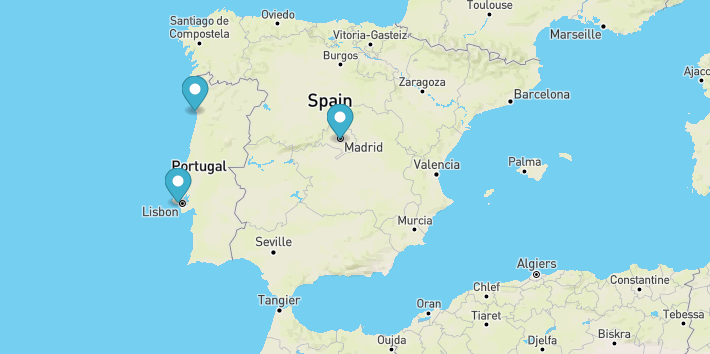 Toulouse
Oviedo
Santiago de
Compostela
Vitoria-Gasteiz
Marseille
Burgos
Ajacc
Zaragoza
Barcelona
Spain
Madrid
Portugal
Valencia
Palma
Lisbon
Murcia
Seville
Algiers
Constantine
Chlef
Tangier
Oran
Tiaret
Tebessa
Biskra
Oujda
Djelfa